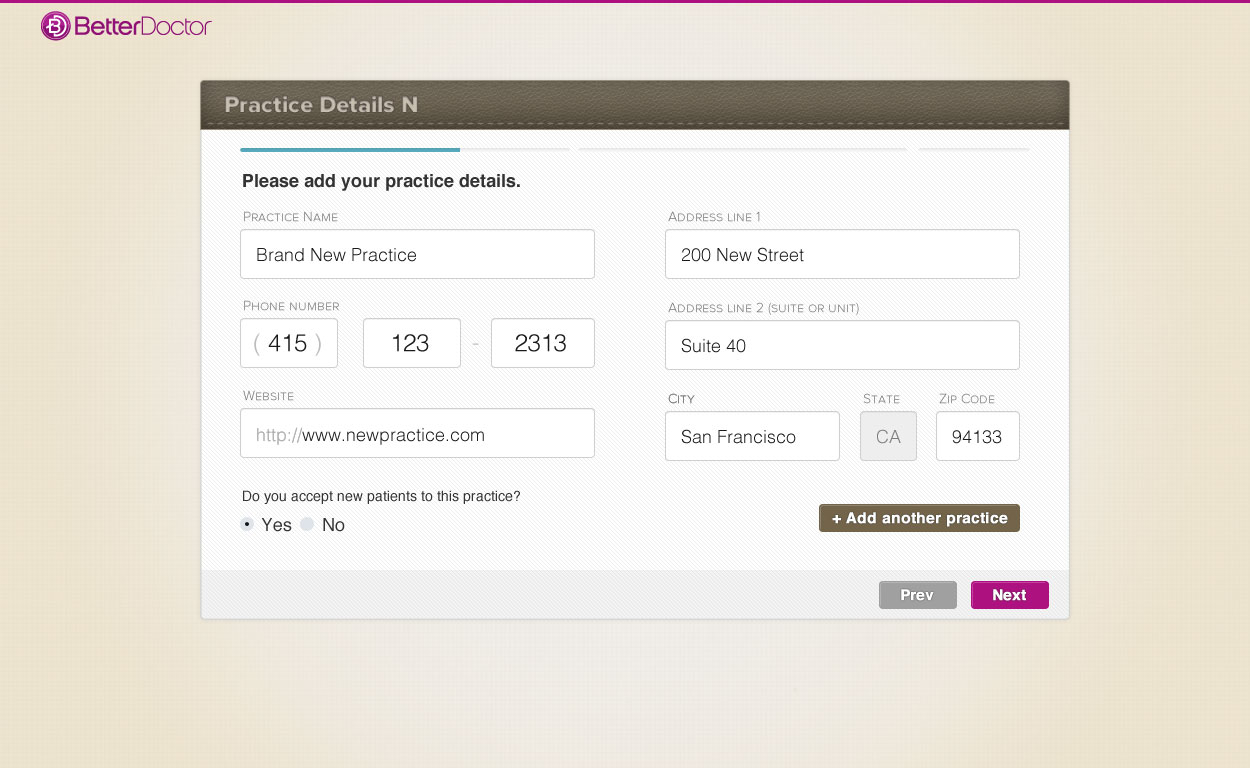 BetterDoctor
Practice Details N
Please add your practice details.
Practice Name
Brand New Practice
Phone number
( 415 ) 123 - 2313
Website
http://www.newpractice.com
Do you accept new patients to this practice?
Yes No
Address line 1
200 New Street
Address line 2 (suite or unit)
Suite 40
City State Zip Code
San Francisco CA 94133
+ Add another practice
Prev Next